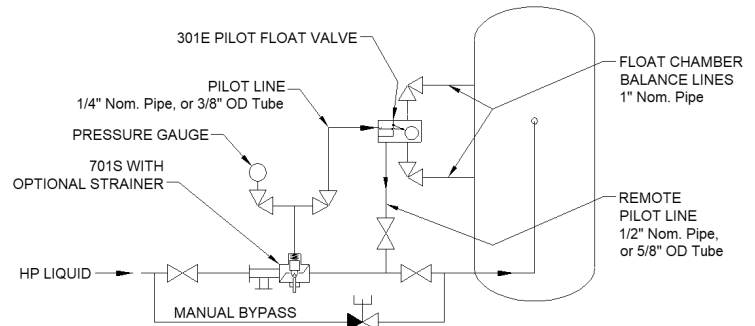 301E PILOT FLOAT VALVE
PILOT LINE
1/4" Nom. Pipe, or 3/8" OD Tube
PRESSURE GAUGE
701S WITH
OPTIONAL STRAINER
HP LIQUID
MANUAL BYPASS
FLOAT CHAMBER
BALANCE LINES
1" Nom. Pipe
REMOTE
PILOT LINE
1/2" Nom. Pipe,
or 5/8" OD Tube